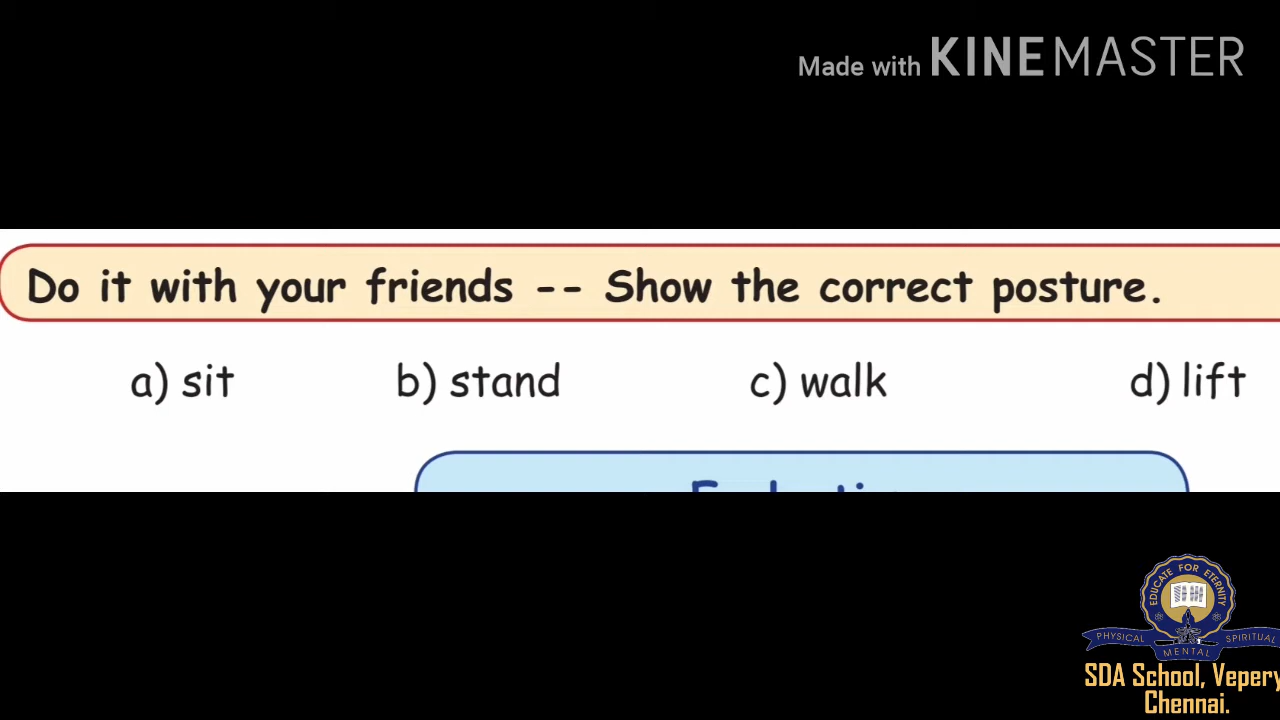 Made with KINEMASTER
Do it with your friends -- Show the correct posture.
a) sit b) stand c) walk d) lift
EDUCATE FOR ETERNITY
PHYSICAL MENTAL SPIRITUAL
SDA School, Vepery
Chennai.